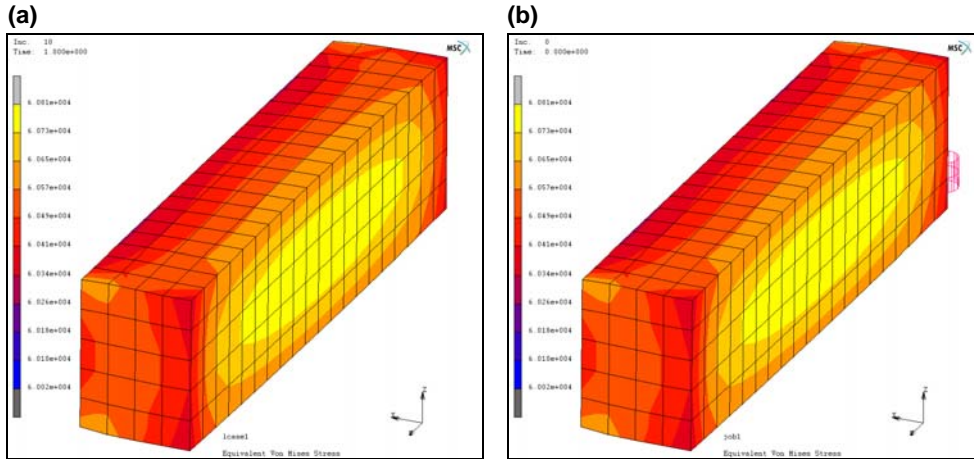 (a)
Inc: 10
Time: 1.000e+000
MSC
6.081e+004
6.073e+004
6.065e+004
6.057e+004
6.049e+004
6.041e+004
6.034e+004
6.026e+004
6.018e+004
6.010e+004
6.002e+004
Z
lcase1
Equivalent Von Mises Stress
(b)
Inc: 0
Time: 0.000e+000
MSC
6.081e+004
6.073e+004
6.065e+004
6.057e+004
6.049e+004
6.041e+004
6.034e+004
6.026e+004
6.018e+004
6.010e+004
6.002e+004
Z
job1
Equivalent Von Mises Stress